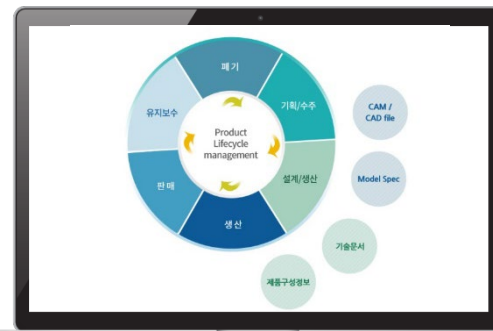 폐기
기획/수주
설계/생산
생산
판매
유지보수
Product
Lifecycle
management
CAM /
CAD file
Model Spec
기술문서
제품구성정보